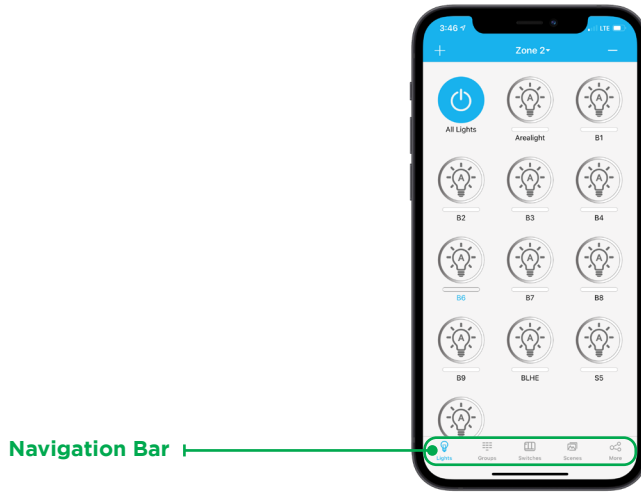 3:46 LTE
+ Zone 2 −
All Lights Arealight B1
A A
B2 B3 B4
A A A
B6 B7 B8
A A A
B9 BLHE S5
A A A
A
Navigation Bar
Lights Groups Switches Scenes More